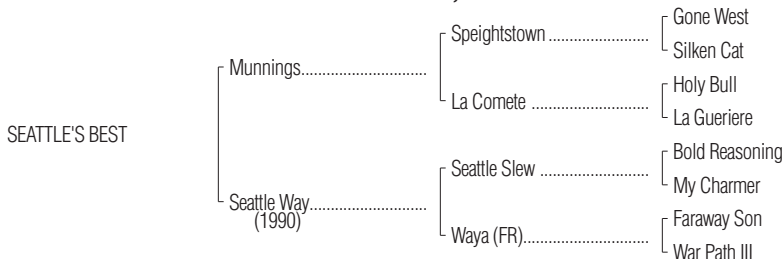 Gone West
Speightstown
Silken Cat
Munnings
Holy Bull
La Comete
La Gueriere
SEATTLE'S BEST
Bold Reasoning
Seattle Slew
My Charmer
Seattle Way
(1990)
Faraway Son
Waya (FR)
War Path III